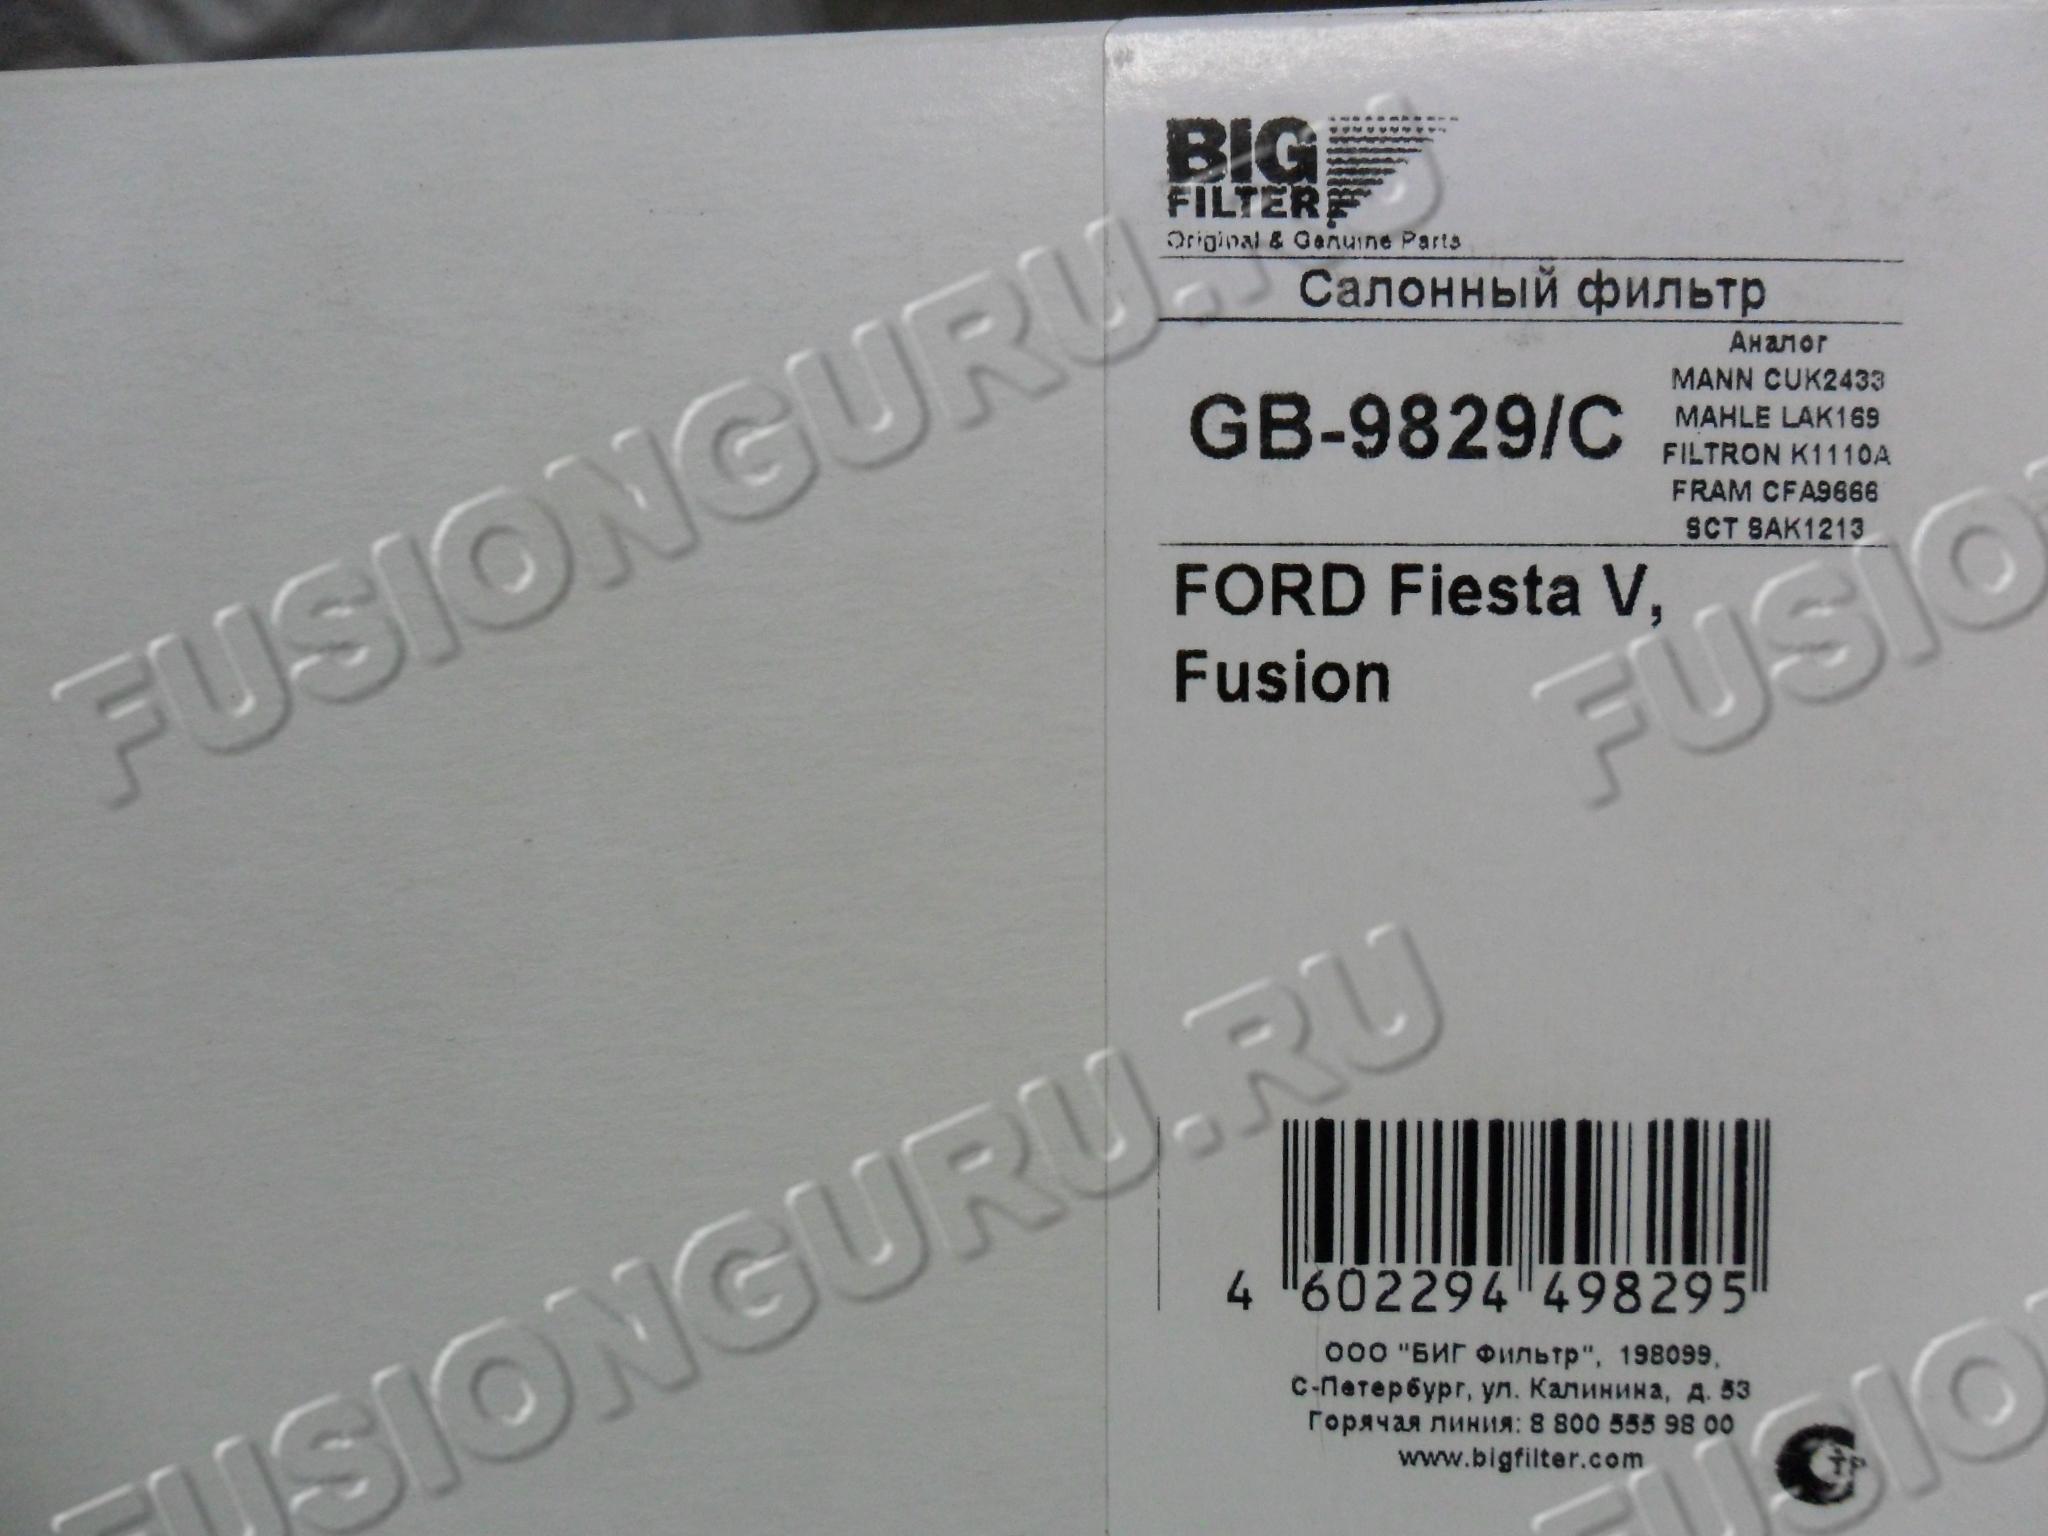 BIG
FILTER
Original & Genuine Parts
Салонный фильтр
GB-9829/C
Аналог
MANN CUK2433
MAHLE LAK169
FILTRON K1110A
FRAM CFA9666
SCT SAK1213
FORD Fiesta V,
Fusion
4 602294 498295
ООО "БИГ Фильтр", 198099,
С-Петербург, ул. Калинина, д. 53
Горячая линия: 8 800 555 98 00
www.bigfilter.com
FUSIONGURU.RU
FUSIONGURU.RU